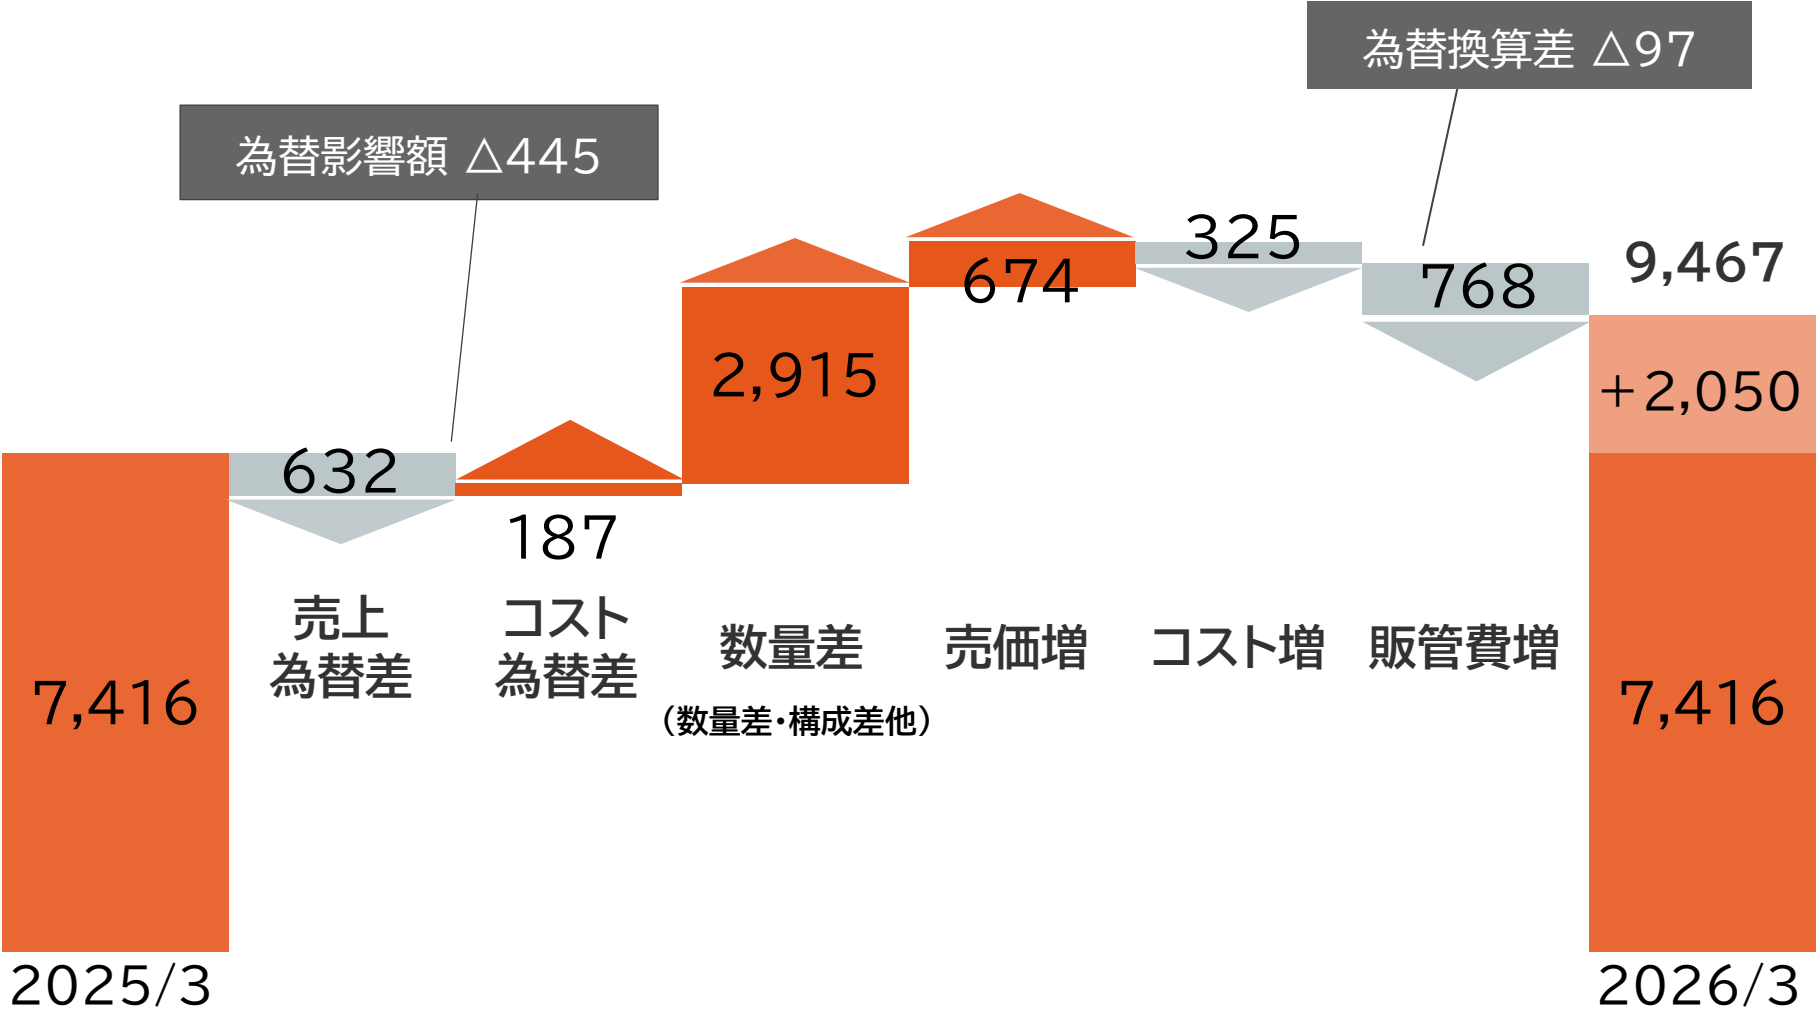 為替換算差 △97
為替影響額 △445
325
9,467
674
768
2,915
+2,050
632
187
売上
為替差
コスト
為替差
数量差
(数量差・構成差他)
売価増
コスト増
販管費増
7,416
7,416
2025/3
2026/3